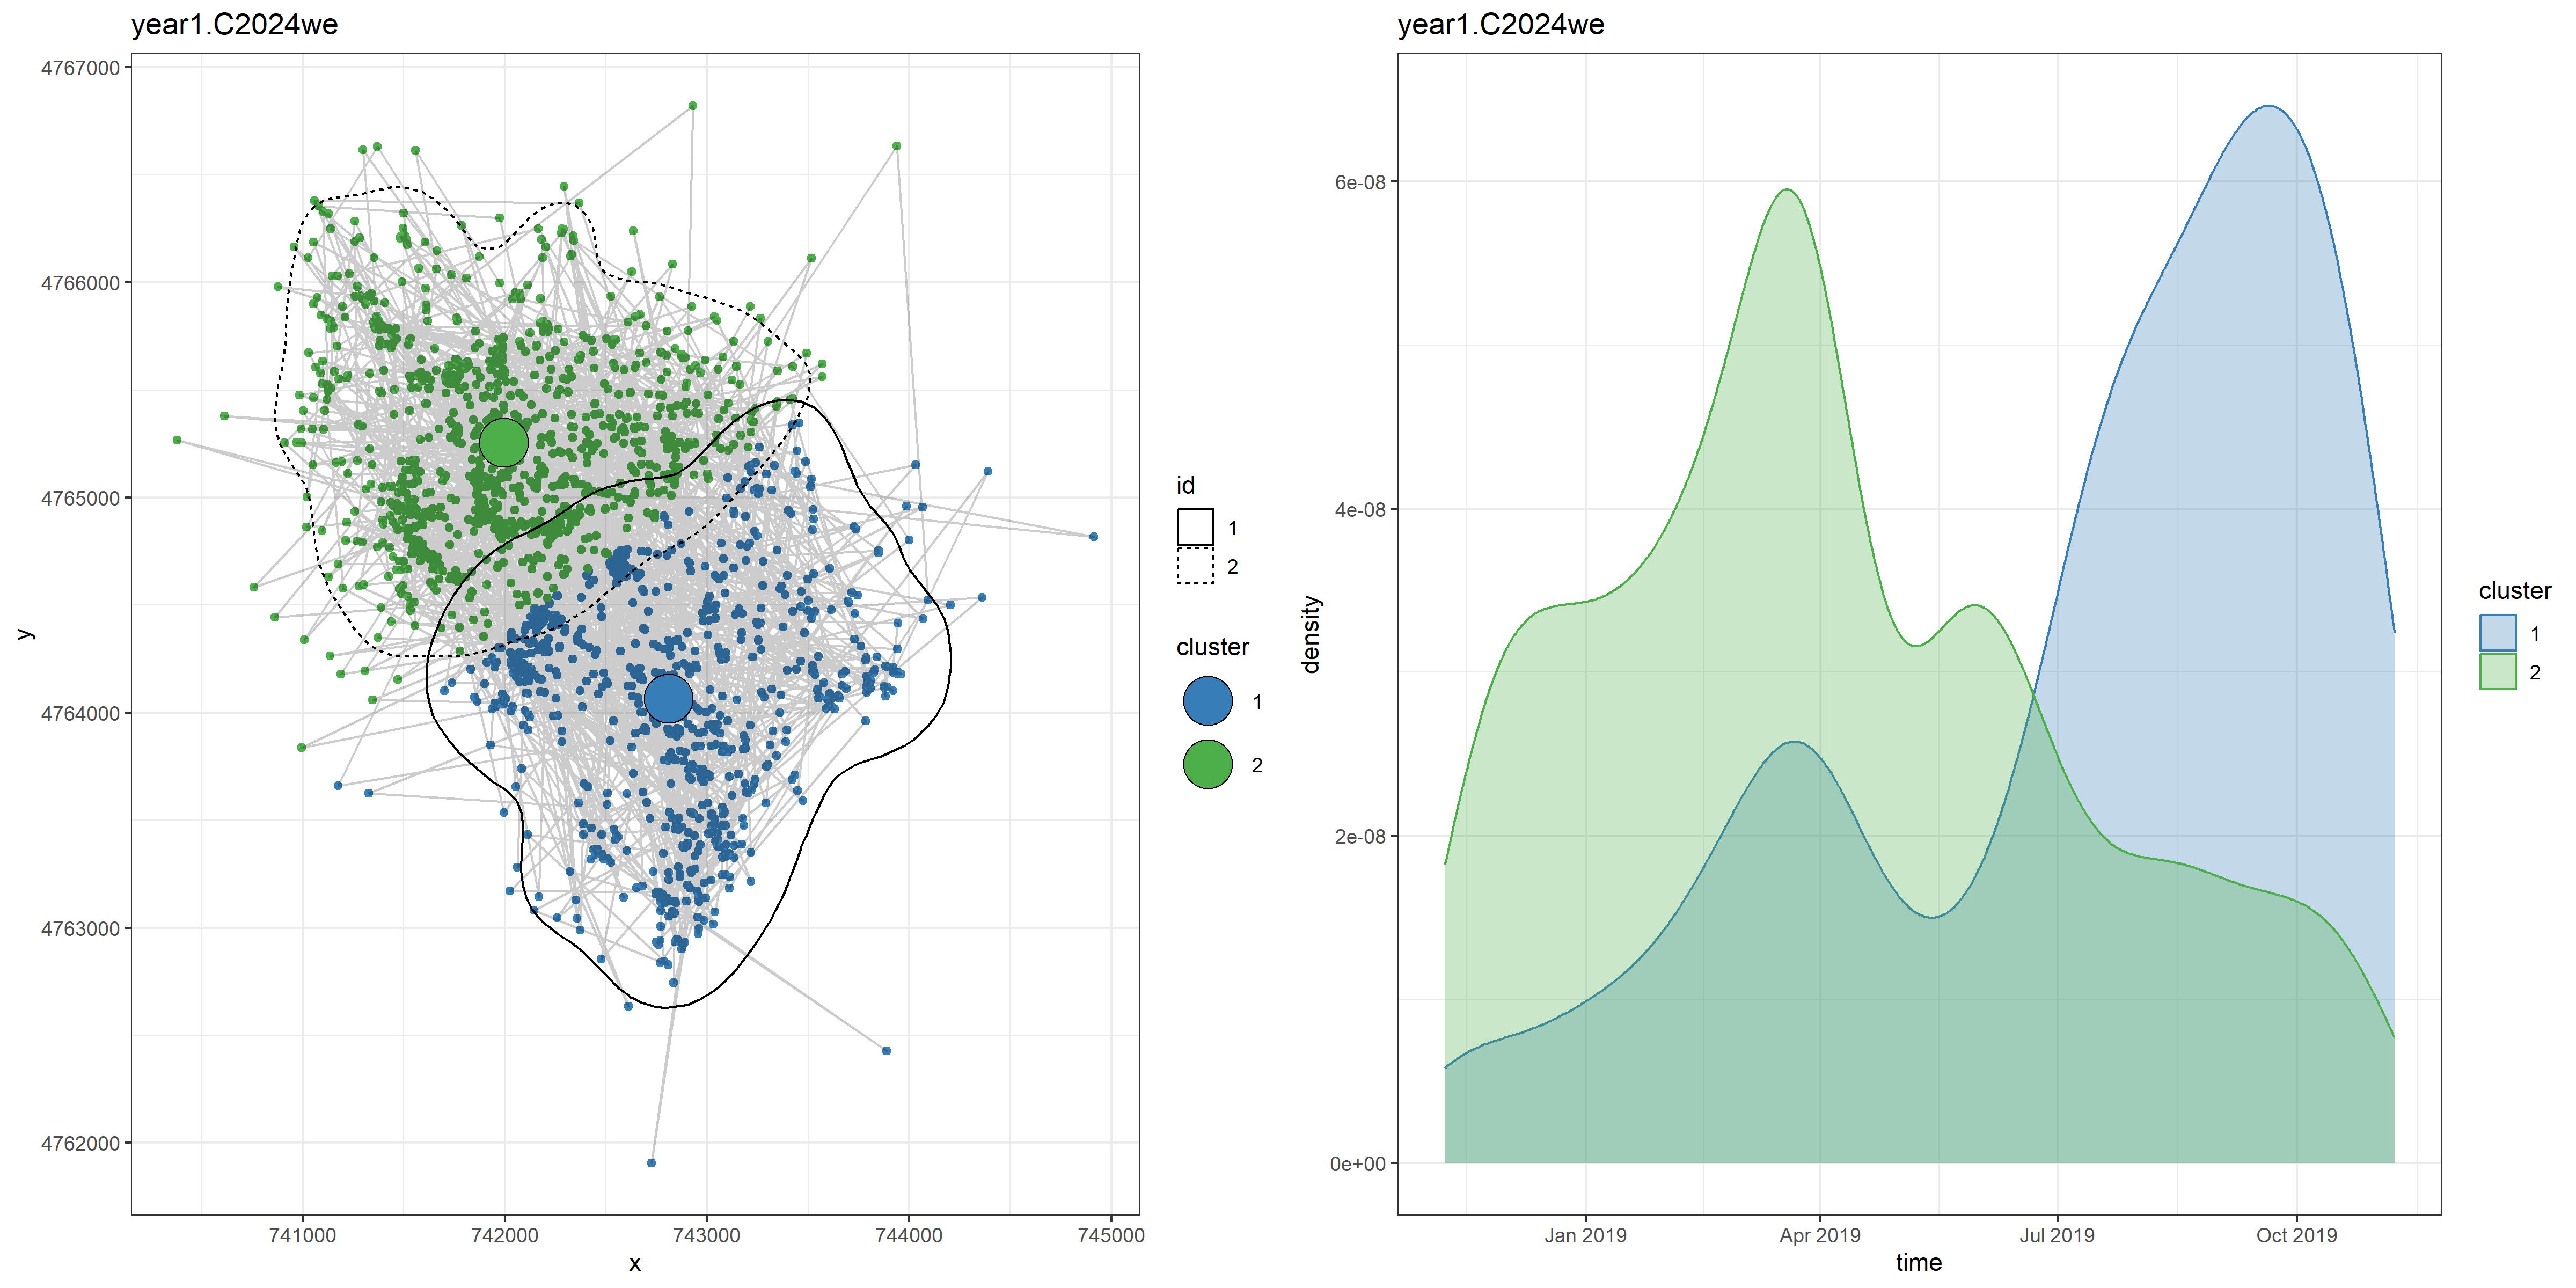 year1.C2024we
4767000
4766000
4765000
4764000
4763000
4762000
y
741000 742000 743000 744000 745000
x
id
1
2
cluster
1
2
year1.C2024we
6e-08
4e-08
2e-08
0e+00
density
Jan 2019 Apr 2019 Jul 2019 Oct 2019
time
cluster
1
2